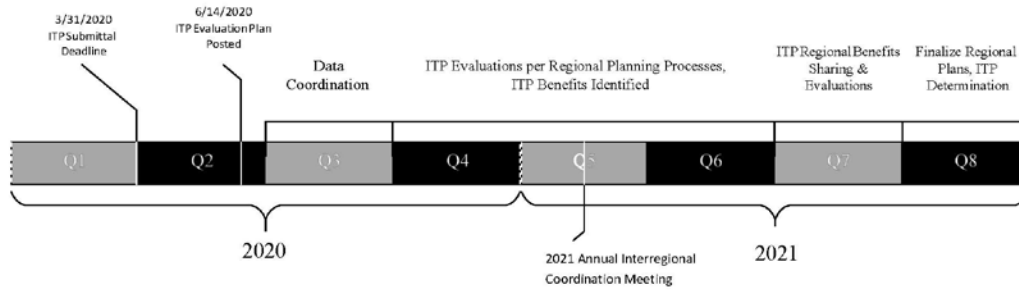 3/31/2020
ITP Submittal
Deadline
6/14/2020
ITP Evaluation Plan
Posted
Data
Coordination
ITP Evaluations per Regional Planning Processes,
ITP Benefits Identified
ITP Regional Benefits
Sharing &
Evaluations
Finalize Regional
Plans, ITP
Determination
Q1
Q2
Q3
Q4
Q5
Q6
Q7
Q8
2020
2021
2021 Annual Interregional
Coordination Meeting